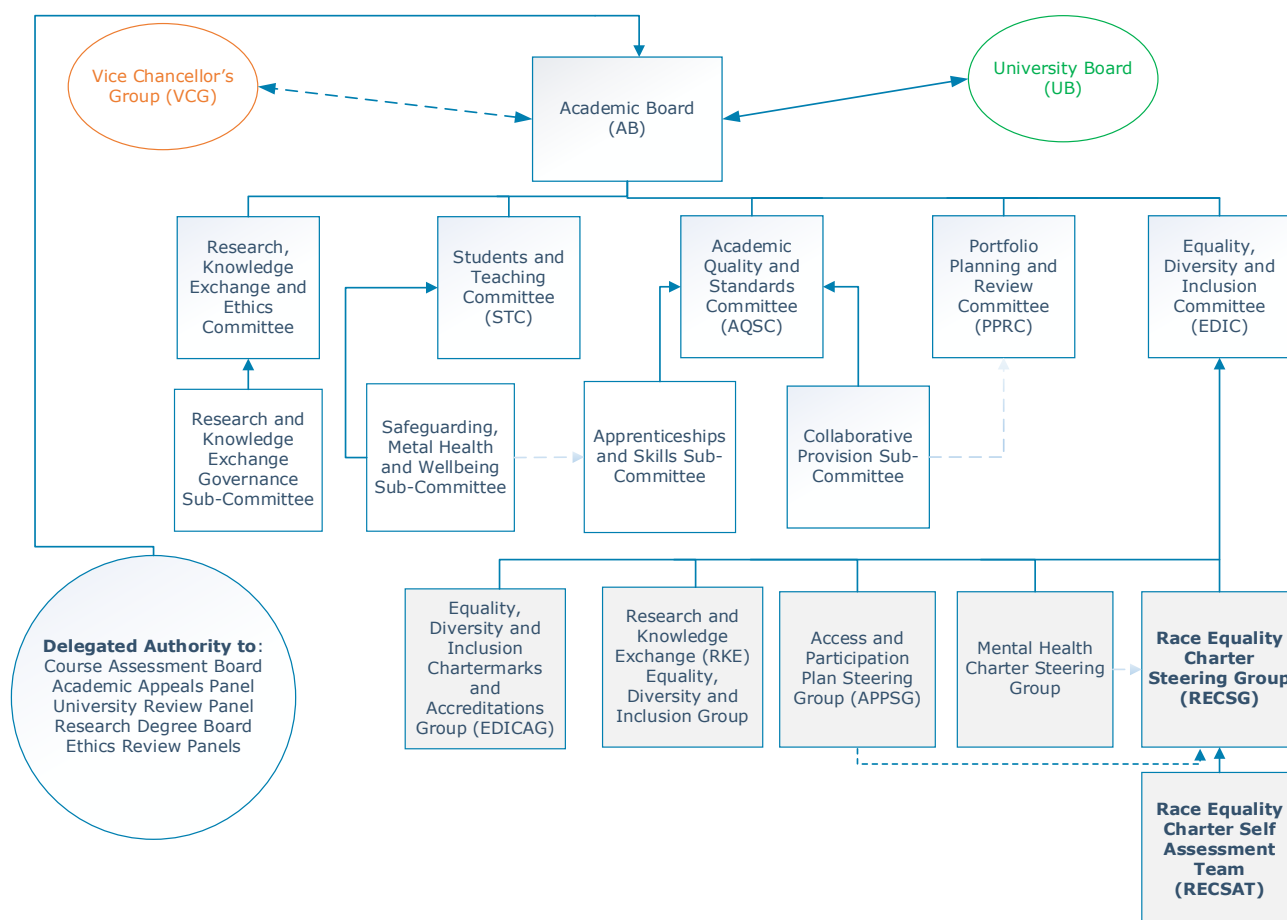 Vice Chancellor's
Group (VCG)
Academic Board
(AB)
University Board
(UB)
Research,
Knowledge
Exchange and
Ethics
Committee
Students and
Teaching
Committee
(STC)
Academic
Quality and
Standards
Committee
(AQSC)
Portfolio
Planning and
Review
Committee
(PPRC)
Equality,
Diversity and
Inclusion
Committee
(EDIC)
Research and
Knowledge
Exchange
Governance
Sub-Committee
Safeguarding,
Metal Health
and Wellbeing
Sub-Committee
Apprenticeships
and Skills Sub-
Committee
Collaborative
Provision Sub-
Committee
Delegated Authority to:
Course Assessment Board
Academic Appeals Panel
University Review Panel
Research Degree Board
Ethics Review Panels
Equality,
Diversity and
Inclusion
Chartermarks
and
Accreditations
Group (EDICAG)
Research and
Knowledge
Exchange (RKE)
Equality,
Diversity and
Inclusion Group
Access and
Participation
Plan Steering
Group (APPSG)
Mental Health
Charter Steering
Group
Race Equality
Charter
Steering Group
(RECSG)
Race Equality
Charter Self
Assessment
Team
(RECSAT)